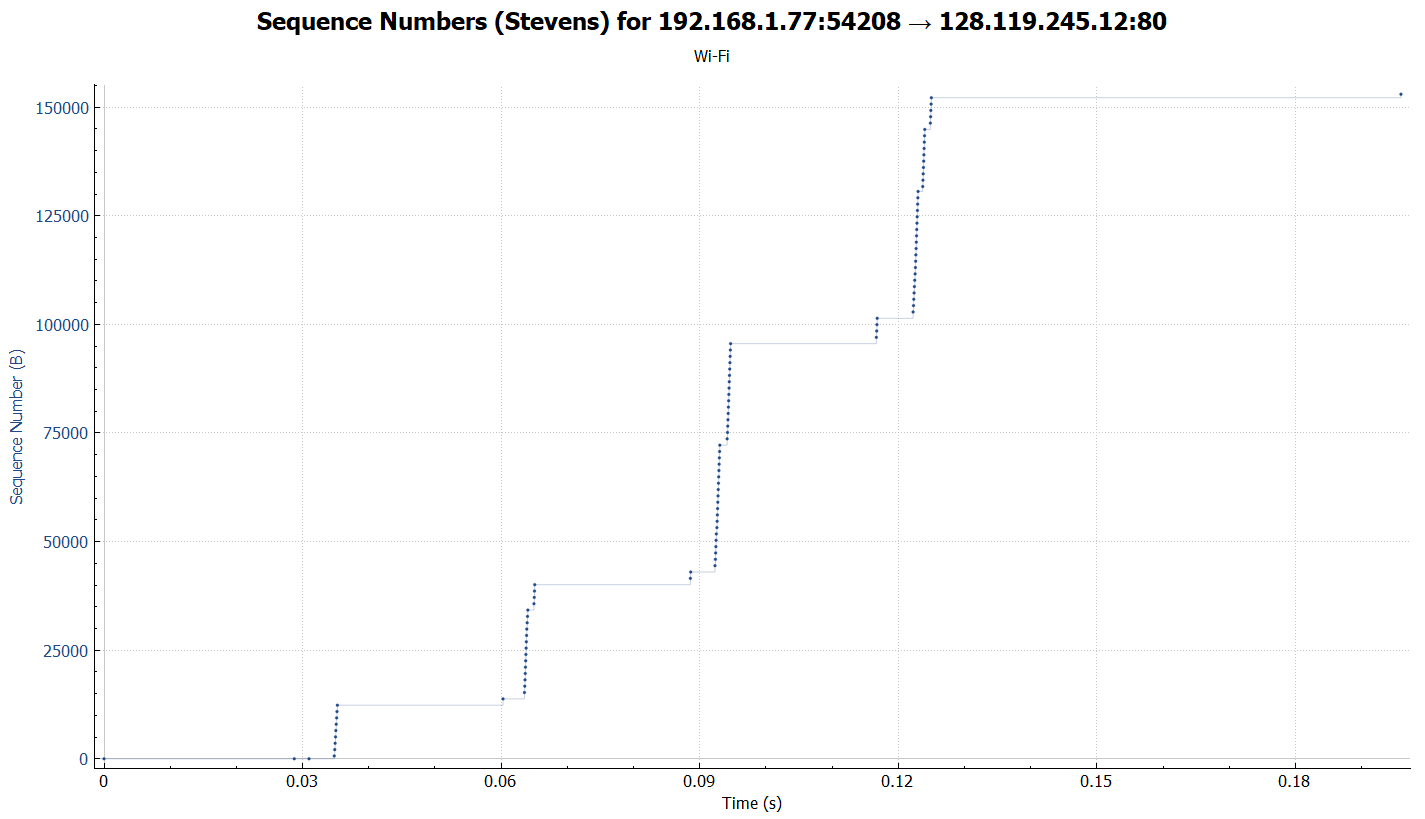 Sequence Numbers (Stevens) for 192.168.1.77:54208 → 128.119.245.12:80
Wi-Fi
Sequence Number (B)
150000
125000
100000
75000
50000
25000
0
0 0.03 0.06 0.09 0.12 0.15 0.18
Time (s)